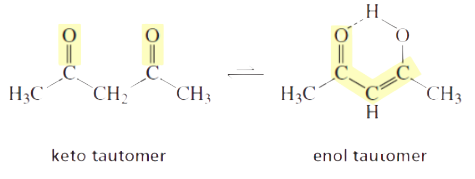 H
O O O O
C C C C
H₃C CH₂ CH₃ H₃C C CH₃
H
keto tautomer enol tautomer